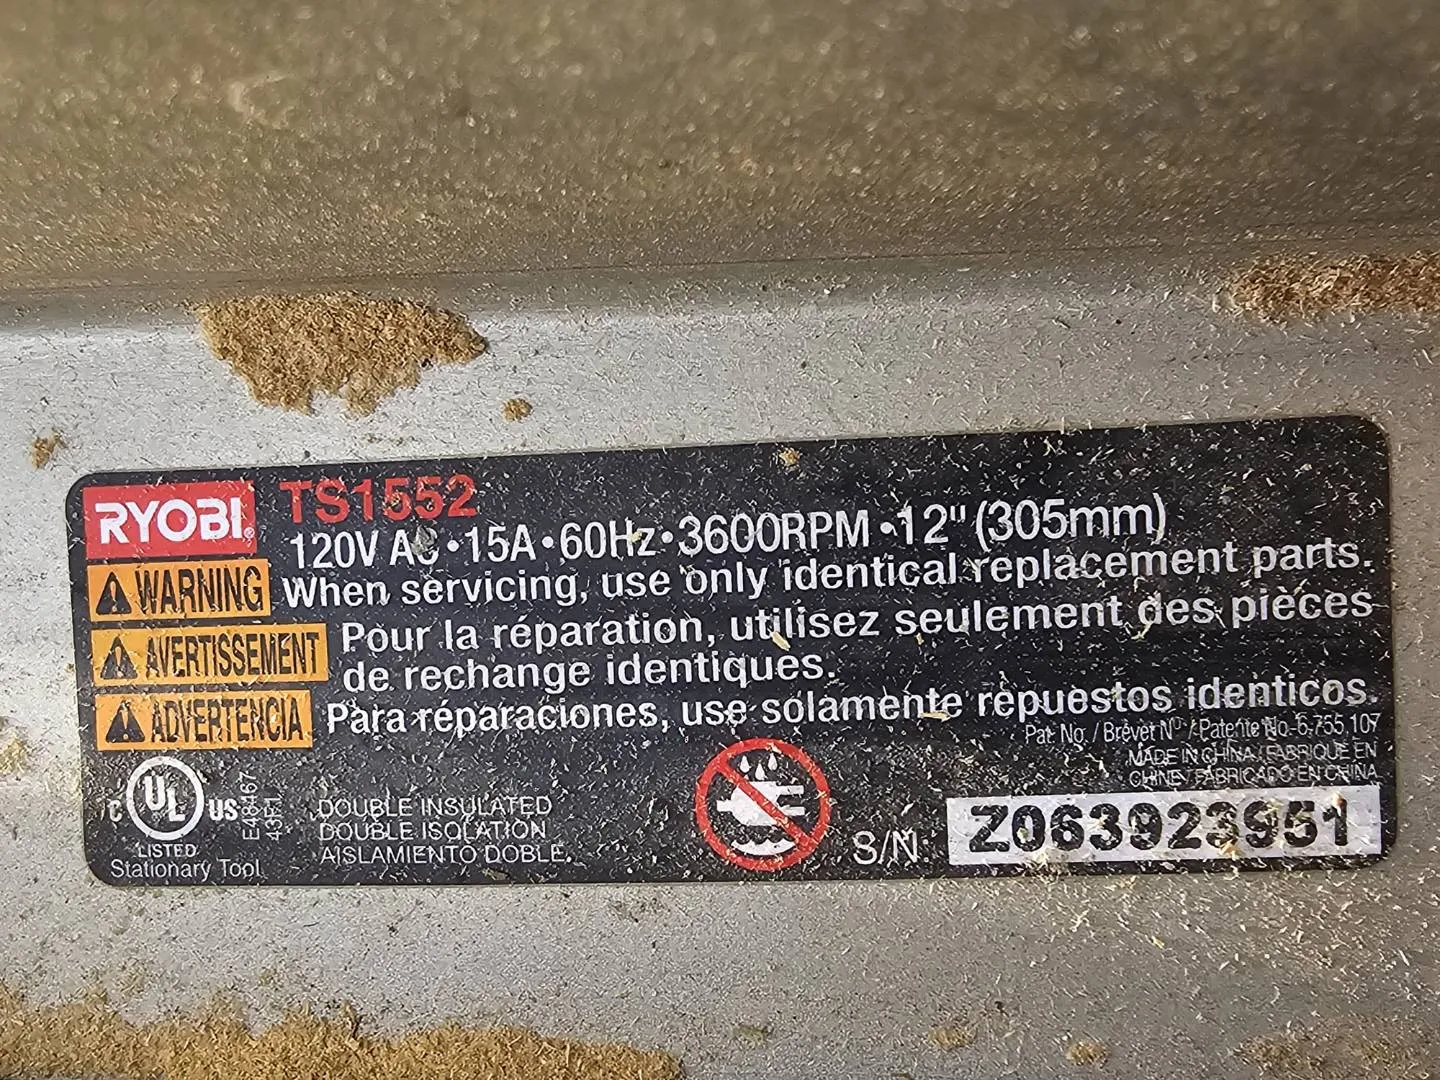 RYOBI® TS1552
120V AC•15A•60Hz•3600RPM•12" (305mm)
WARNING When servicing, use only identical replacement parts.
AVERTISSEMENT Pour la réparation, utilisez seulement des pièces
de rechange identiques.
ADVERTENCIA Para réparaciones, use solamente repuestos identicos.
Pat. No. / Brevet N° / Patente No. 6,755,107
MADE IN CHINA / FABRIQUE EN
CHINE / FABRICADO EN CHINA
C UL US
LISTED
Stationary Tool
E48167
DOUBLE INSULATED
DOUBLE ISOLATION
AISLAMIENTO DOBLE.
S/N: Z063923951